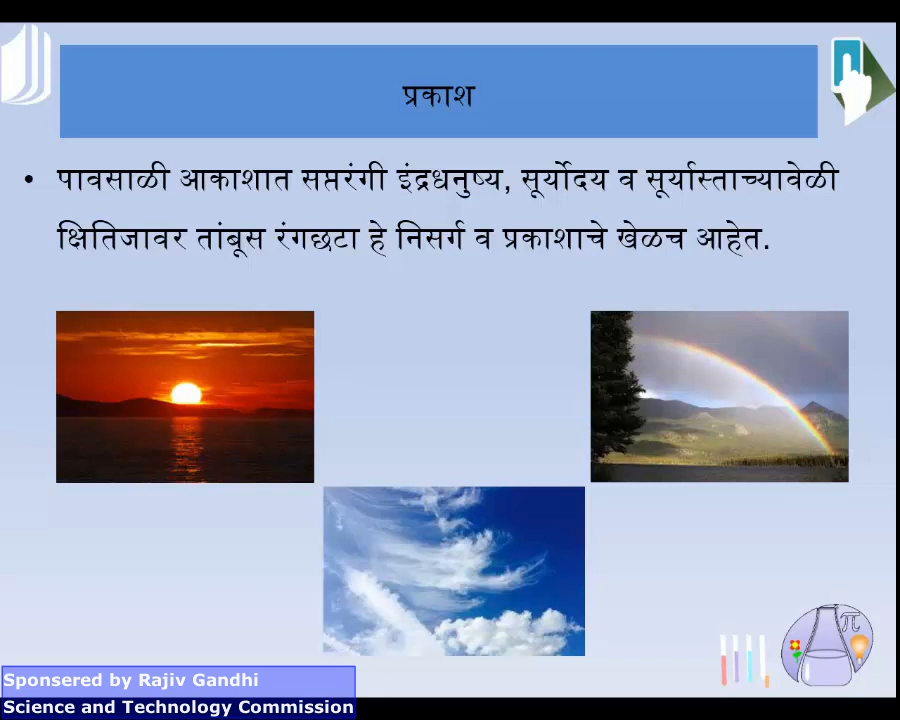 प्रकाश
• पावसाळी आकाशात सप्तरंगी इंद्रधनुष्य, सूर्योदय व सूर्यास्ताच्यावेळी
क्षितिजावर तांबूस रंगछटा हे निसर्ग व प्रकाशाचे खेळच आहेत.
π
Sponsered by Rajiv Gandhi
Science and Technology Commission